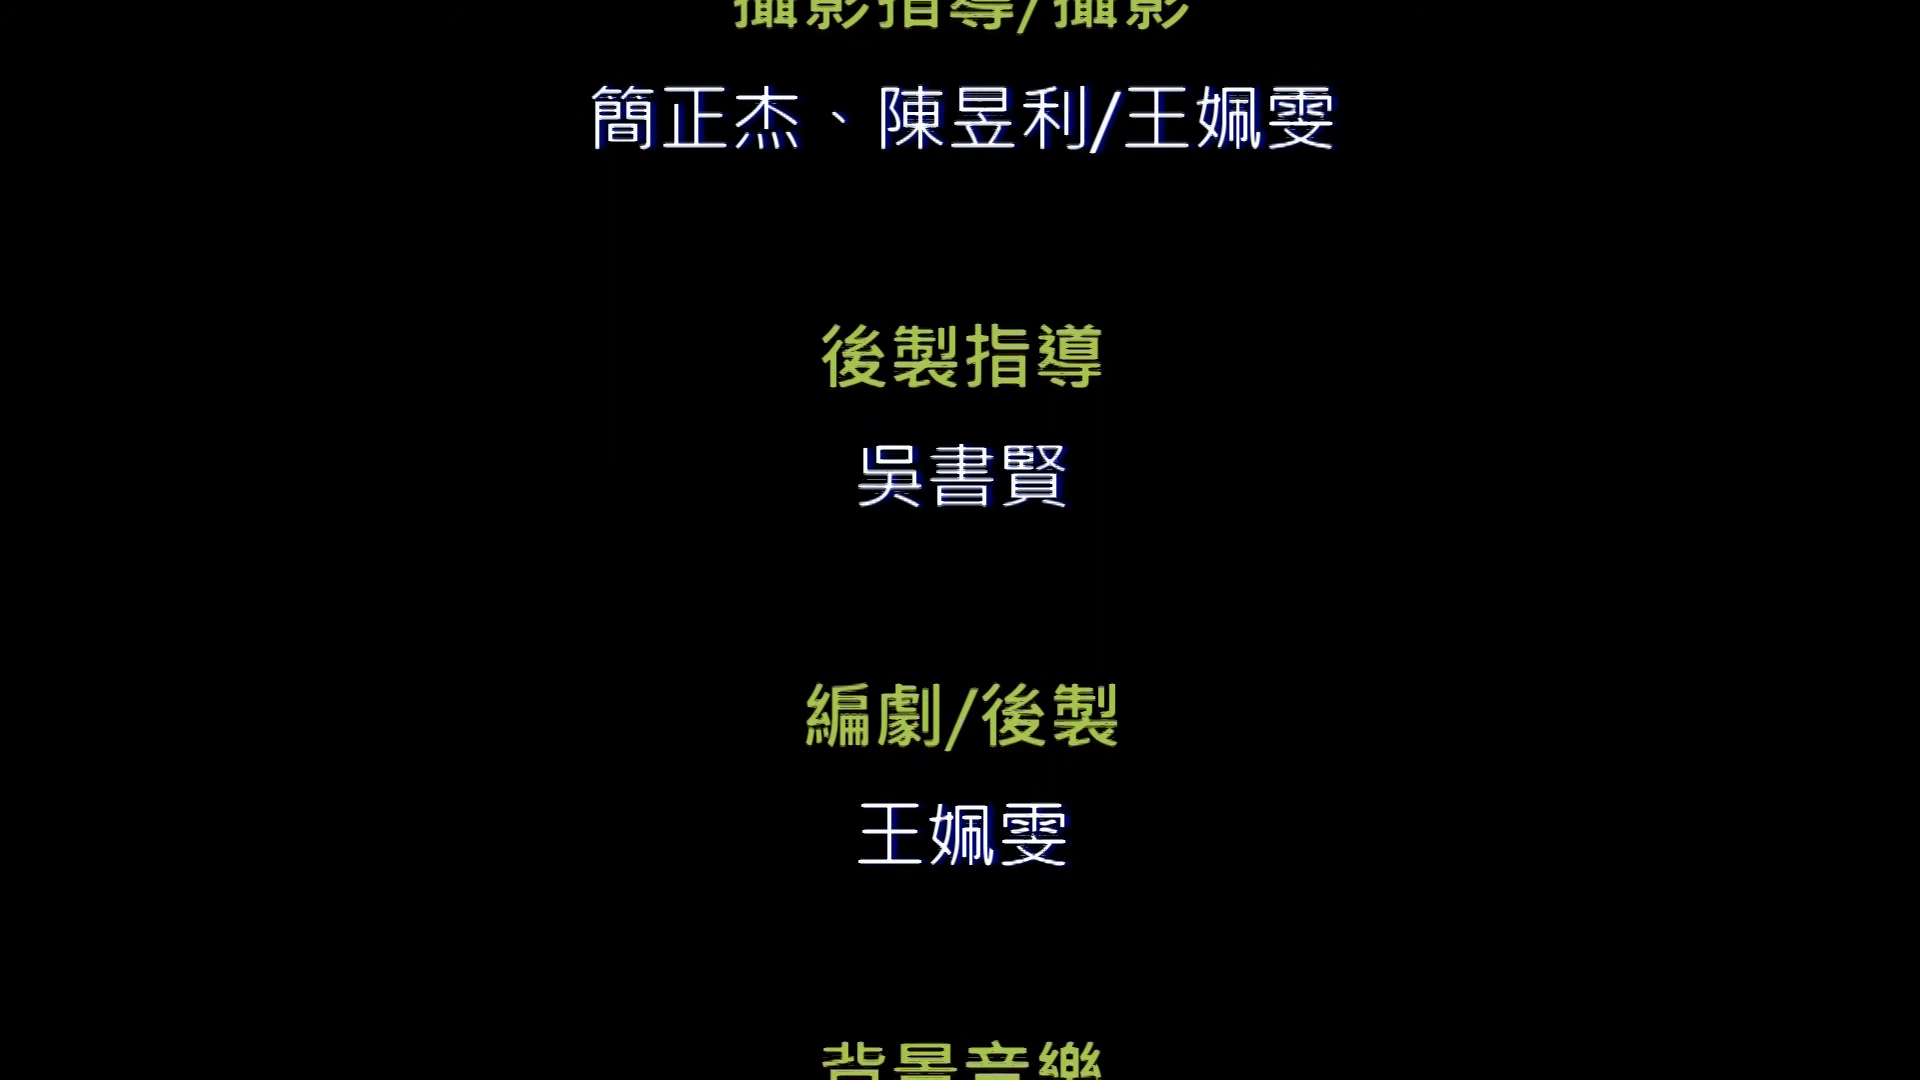 攝影指導/攝影
簡正杰、陳昱利/王姵雯
後製指導
吳書賢
編劇/後製
王姵雯
背景音樂